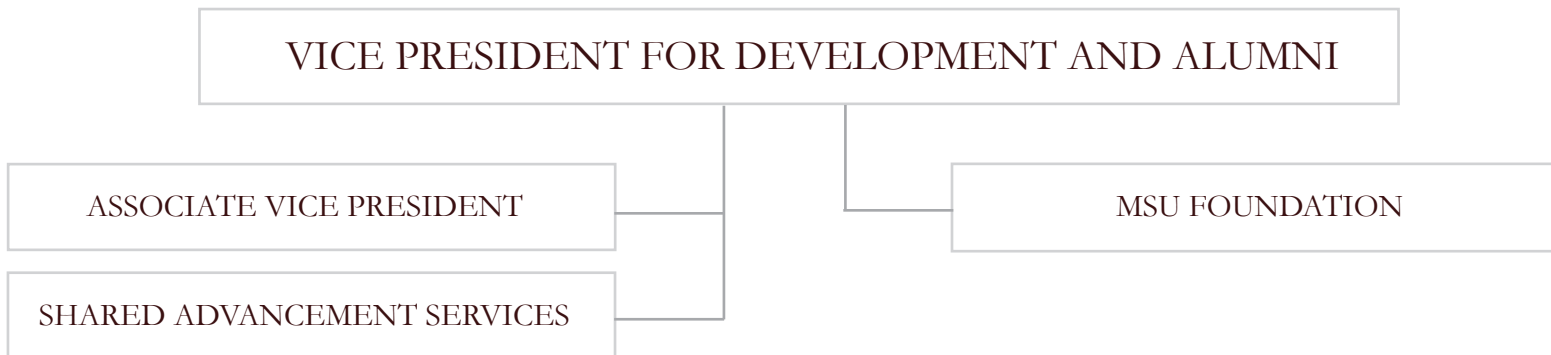 VICE PRESIDENT FOR DEVELOPMENT AND ALUMNI
ASSOCIATE VICE PRESIDENT
MSU FOUNDATION
SHARED ADVANCEMENT SERVICES